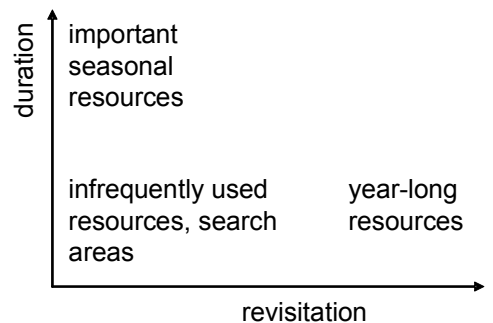 duration
important
seasonal
resources
infrequently used
resources, search
areas
year-long
resources
revisitation